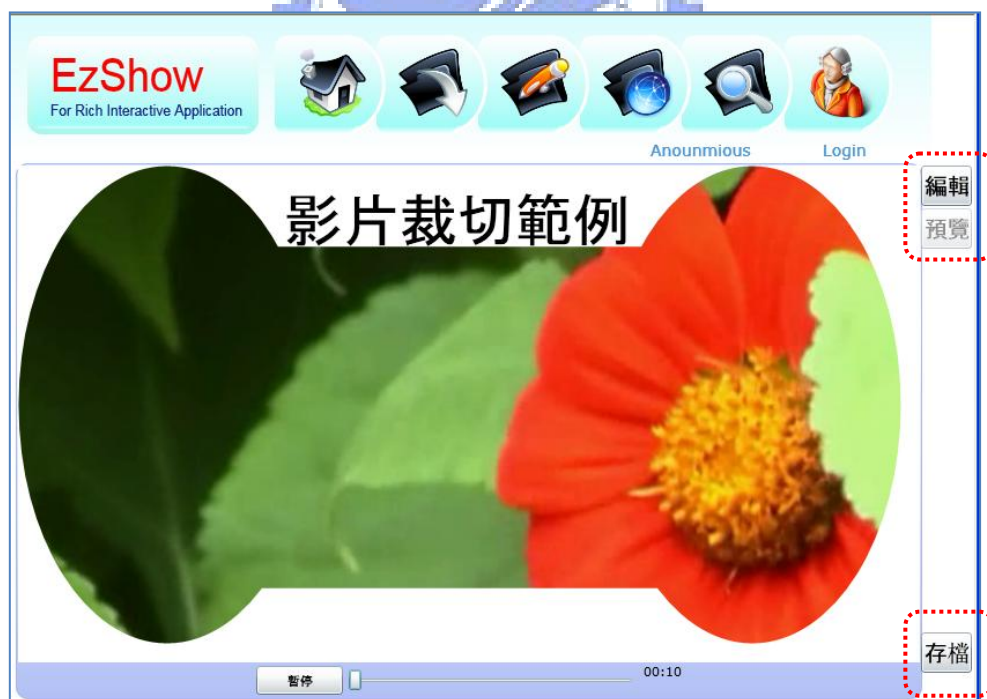 EzShow
For Rich Interactive Application
Anounmious
Login
編輯
預覽
影片裁切範例
存檔
暫停
00:10